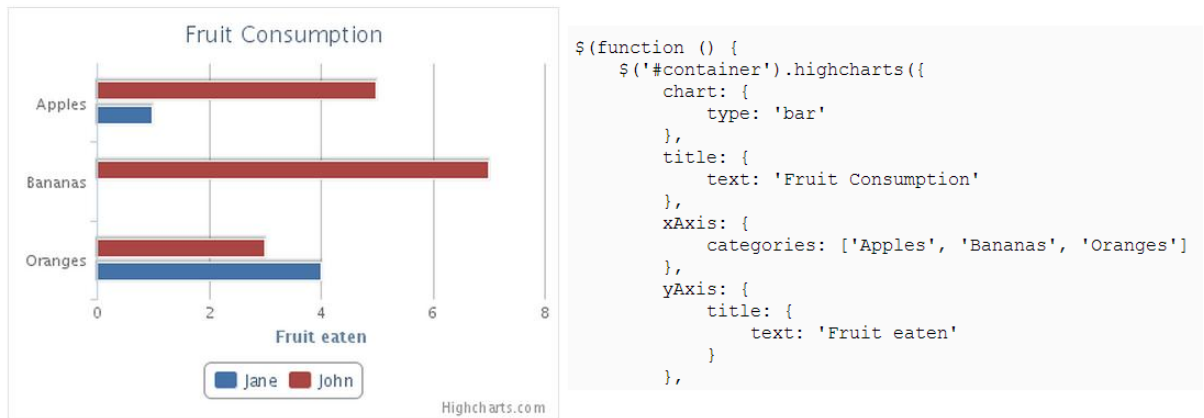 Fruit Consumption
Apples
Bananas
Oranges
0 2 4 6 8
Fruit eaten
Jane John
Highcharts.com
$(function () {
    $('#container').highcharts({
        chart: {
            type: 'bar'
        },
        title: {
            text: 'Fruit Consumption'
        },
        xAxis: {
            categories: ['Apples', 'Bananas', 'Oranges']
        },
        yAxis: {
            title: {
                text: 'Fruit eaten'
            }
        },